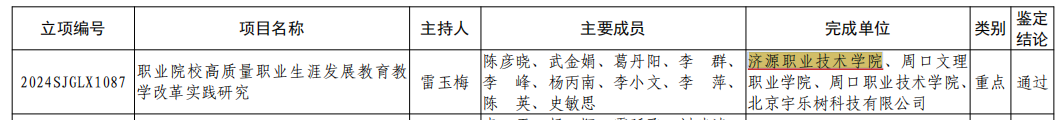 立项编号 项目名称 主持人 主要成员 完成单位 类别 鉴定结论
2024SJGLX1087 职业院校高质量职业生涯发展教育教学改革实践研究 雷玉梅
陈彦晓、武金娟、葛丹阳、李 群、
李 峰、杨丙南、李小文、李 萍、
陈 英、史敏思
济源职业技术学院、周口文理
职业学院、周口职业技术学院、
北京宇乐树科技有限公司
重点 通过